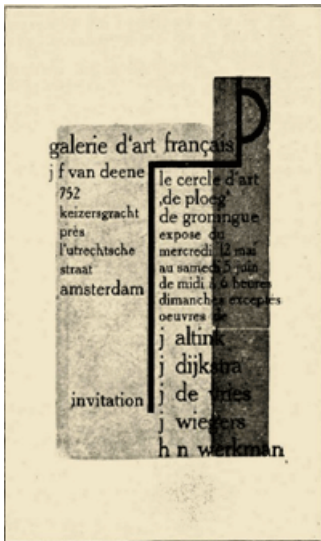 galerie d'art français
j f van deene
752
keizersgracht
près
l'utrechtsche
straat
amsterdam
invitation
le cercle d'art
‚de ploeg‘
de groningue
expose du
mercredi 12 mai
au samedi 5 juin
de midi à 6 heures
dimanches exceptés
oeuvres de
j altink
j dijkstra
j de vries
j wiegers
h n werkman